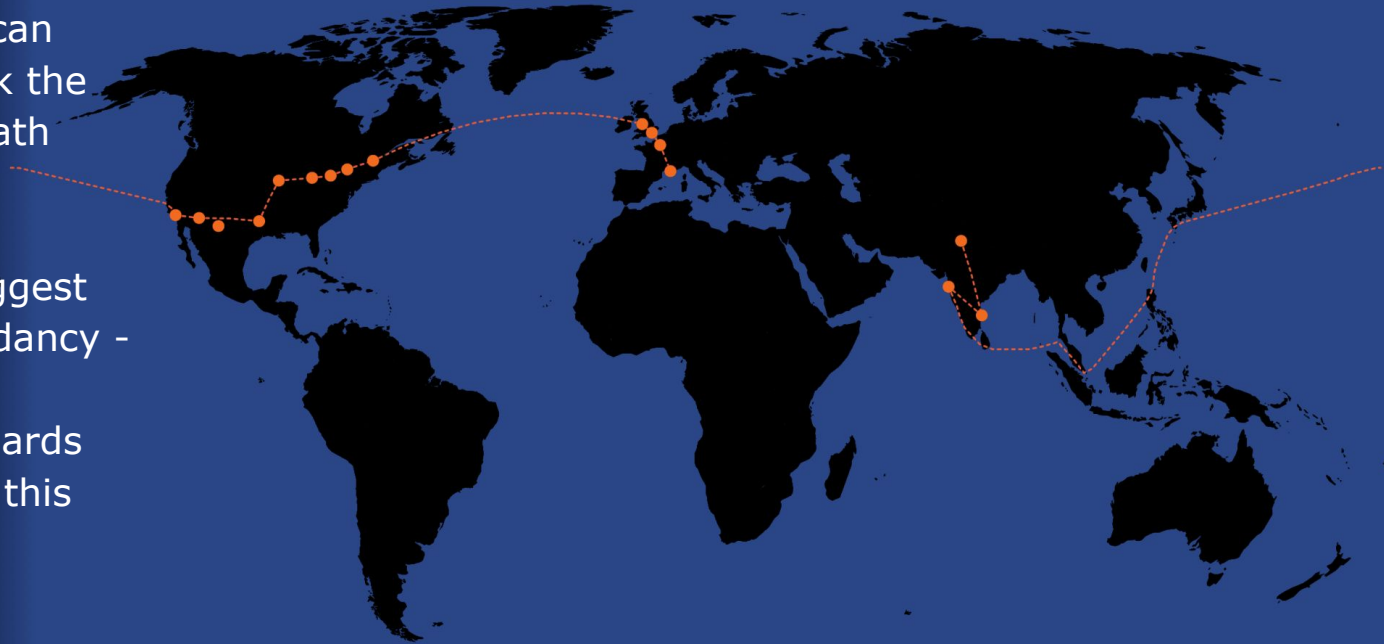 can
k the
ath
ggest
dancy -
ards
this